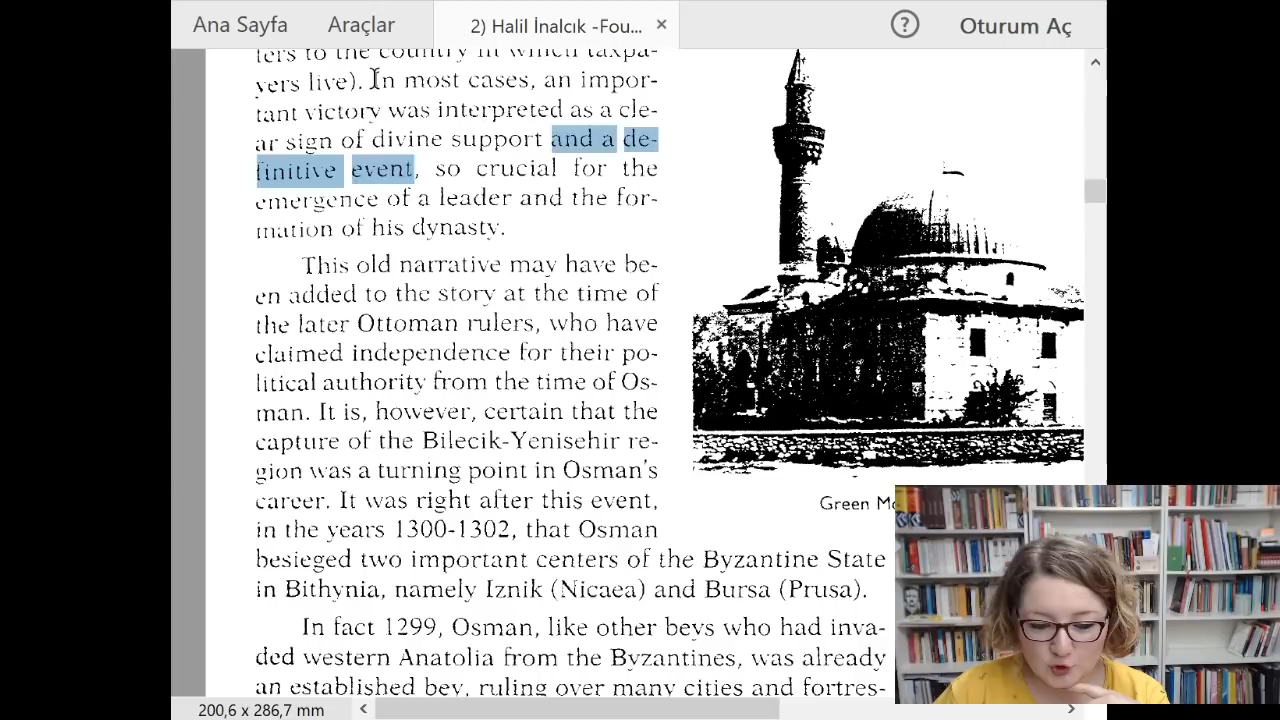 Ana Sayfa
Araçlar
2) Halil İnalcık -Fou...
Oturum Aç
ters to the country in which taxpa-
yers live). In most cases, an impor-
tant victory was interpreted as a cle-
ar sign of divine support and a de-
finitive event, so crucial for the
emergence of a leader and the for-
mation of his dynasty.
This old narrative may have be-
en added to the story at the time of
the later Ottoman rulers, who have
claimed independence for their po-
litical authority from the time of Os-
man. It is, however, certain that the
capture of the Bilecik-Yenisehir re-
gion was a turning point in Osman's
career. It was right after this event,
in the years 1300-1302, that Osman
besieged two important centers of the Byzantine State
in Bithynia, namely Iznik (Nicaea) and Bursa (Prusa).
In fact 1299, Osman, like other beys who had inva-
ded western Anatolia from the Byzantines, was already
an established bey, ruling over many cities and fortres-
Green
200,6 x 286,7 mm